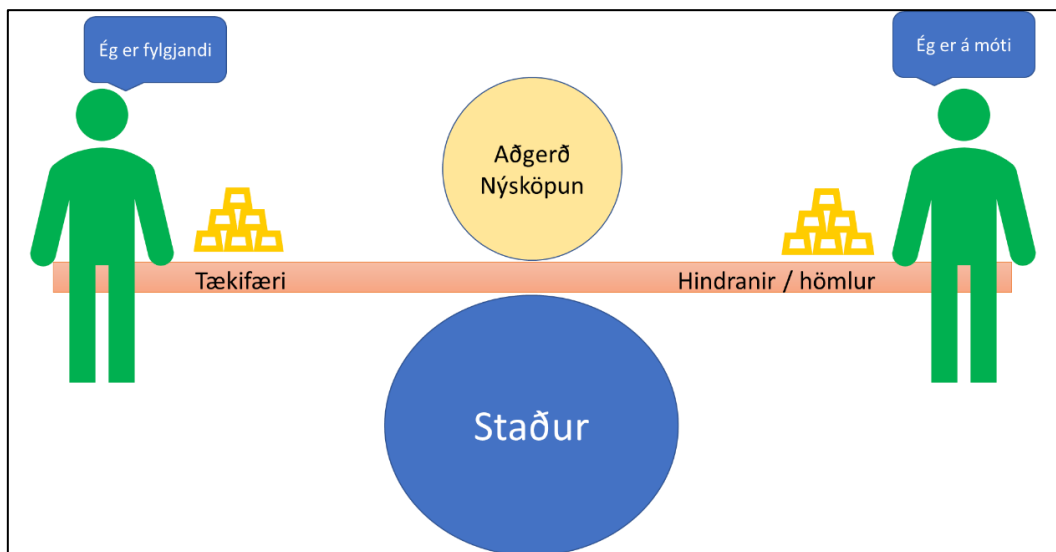 Ég er fylgjandi
Ég er á móti
Aðgerð
Nýsköpun
Tækifæri
Hindranir / hömlur
Staður